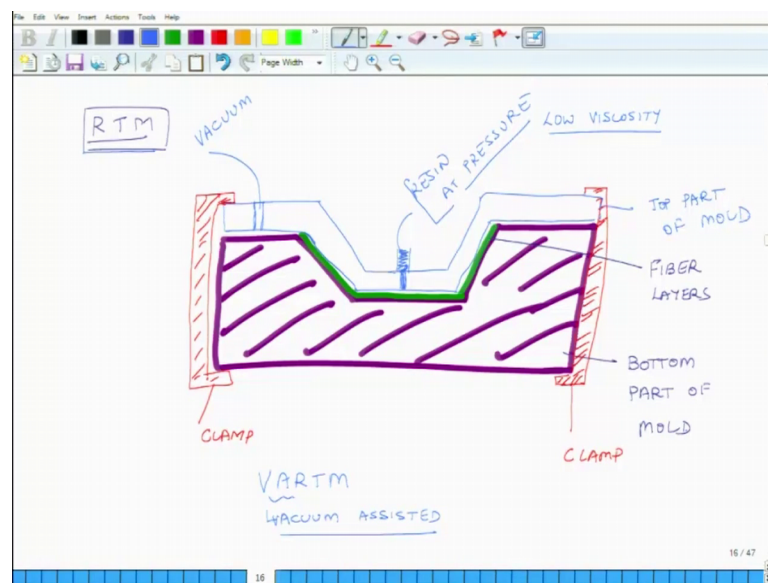 File Edit View Insert Actions Tools Help
B I
Page Width
RTM
VACUUM
RESIN
AT PRESSURE
LOW VISCOSITY
TOP PART
OF MOLD
FIBER
LAYERS
BOTTOM
PART OF
MOLD
CLAMP
CLAMP
VARTM
VACUUM ASSISTED
16 / 47
16